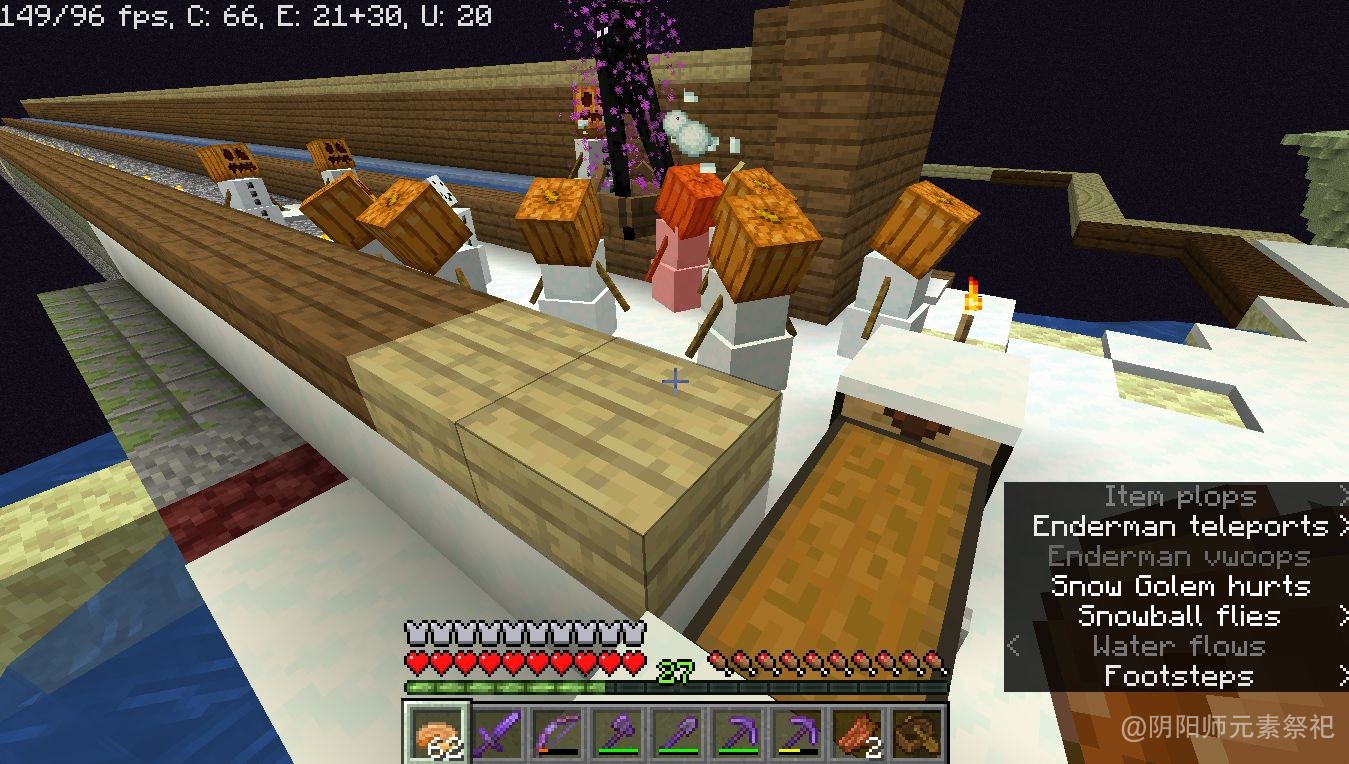 149/96 fps, C: 66, E: 21+30, U: 20
Item plops >
Enderman teleports >
Enderman vwoops
Snow Golem hurts
Snowball flies >
< Water flows
Footsteps >
27
62
2
@阴阳师元素祭祀